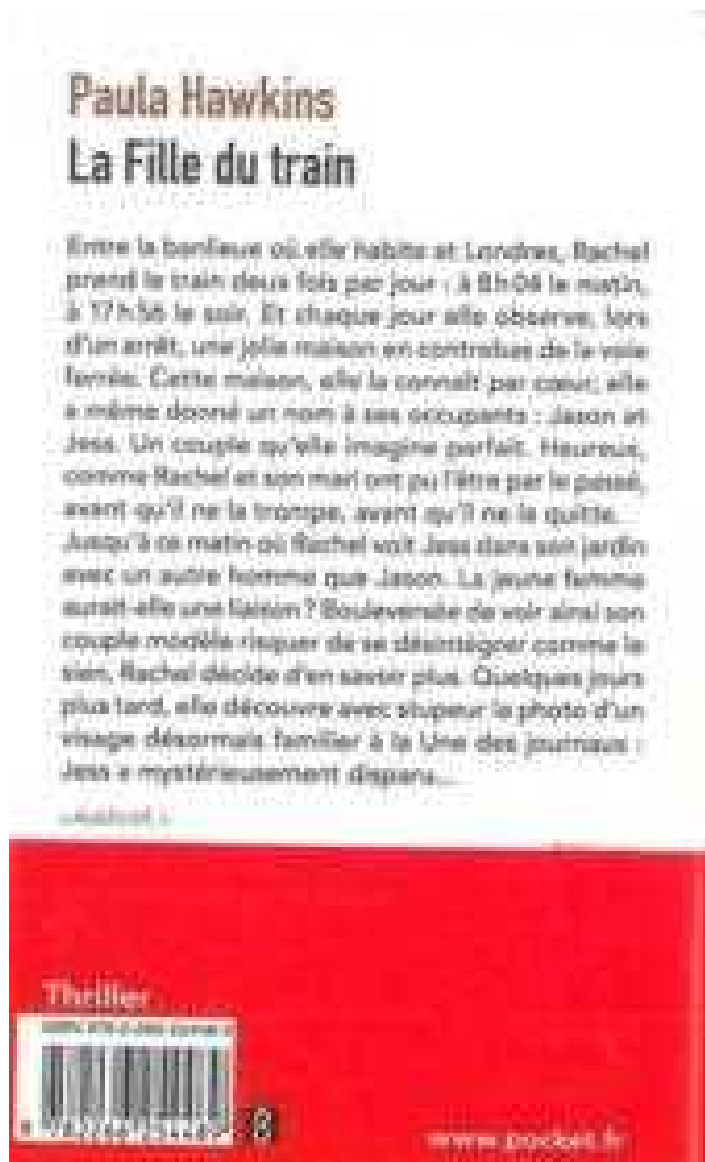 Paula Hawkins
La Fille du train
Entre la banlieue où elle habite et Londres, Rachel
prend le train deux fois par jour : à 8h04 le matin,
à 17h56 le soir. Et chaque jour elle observe, lors
d'un arrêt, une jolie maison en contrebas de la voie
ferrée. Cette maison, elle la connaît par cœur, elle
a même donné un nom à ses occupants : Jason et
Jess. Un couple qu'elle imagine parfait. Heureux,
comme Rachel et son mari ont pu l'être par le passé,
avant qu'il ne la trompe, avant qu'il ne la quitte.
Jusqu'à ce matin où Rachel voit Jess dans son jardin
avec un autre homme que Jason. La jeune femme
aurait-elle une liaison ? Bouleversée de voir ainsi son
couple modèle risquer de se désintégrer comme le
sien, Rachel décide d'en savoir plus. Quelques jours
plus tard, elle découvre avec stupeur la photo d'un
visage désormais familier à la Une des journaux :
Jess a mystérieusement disparu...
Thriller
ISBN
www.pocket.fr